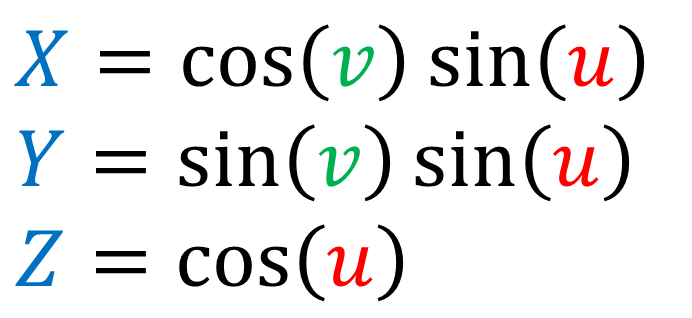 X = cos(v) sin(u)
Y = sin(v) sin(u)
Z = cos(u)